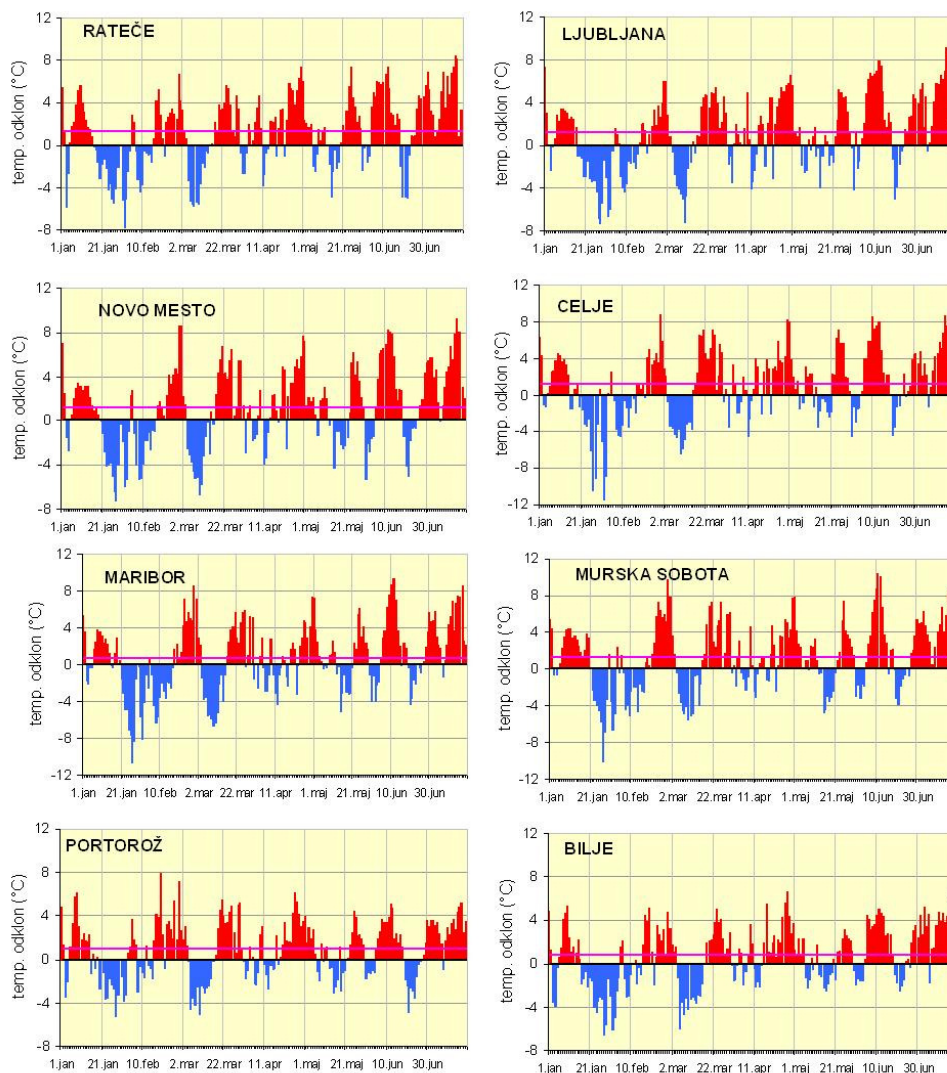 RATEČE
temp. odklon (°C)
12
8
4
0
-4
-8
1.jan 21.jan 10.feb 2.mar 22.mar 11.apr 1.maj 21.maj 10.jun 30.jun
LJUBLJANA
temp. odklon (°C)
12
8
4
0
-4
-8
1.jan 21.jan 10.feb 2.mar 22.mar 11.apr 1.maj 21.maj 10.jun 30.jun
NOVO MESTO
temp. odklon (°C)
12
8
4
0
-4
-8
1.jan 21.jan 10.feb 2.mar 22.mar 11.apr 1.maj 21.maj 10.jun 30.jun
CELJE
temp. odklon (°C)
12
8
4
0
-4
-8
-12
1.jan 21.jan 10.feb 2.mar 22.mar 11.apr 1.maj 21.maj 10.jun 30.jun
MARIBOR
temp. odklon (°C)
12
8
4
0
-4
-8
-12
1.jan 21.jan 10.feb 2.mar 22.mar 11.apr 1.maj 21.maj 10.jun 30.jun
MURSKA SOBOTA
temp. odklon (°C)
12
8
4
0
-4
-8
-12
1.jan 21.jan 10.feb 2.mar 22.mar 11.apr 1.maj 21.maj 10.jun 30.jun
PORTOROŽ
temp. odklon (°C)
12
8
4
0
-4
-8
1.jan 21.jan 10.feb 2.mar 22.mar 11.apr 1.maj 21.maj 10.jun 30.jun
BILJE
temp. odklon (°C)
12
8
4
0
-4
-8
1.jan 21.jan 10.feb 2.mar 22.mar 11.apr 1.maj 21.maj 10.jun 30.jun